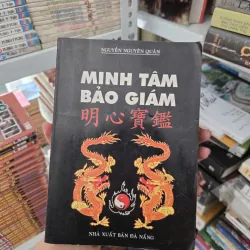 NGUYỄN NGUYÊN QUÂN
MINH TÂM
BẢO GIÁM
明心寶鑑
NHÀ XUẤT BẢN ĐÀ NẴNG